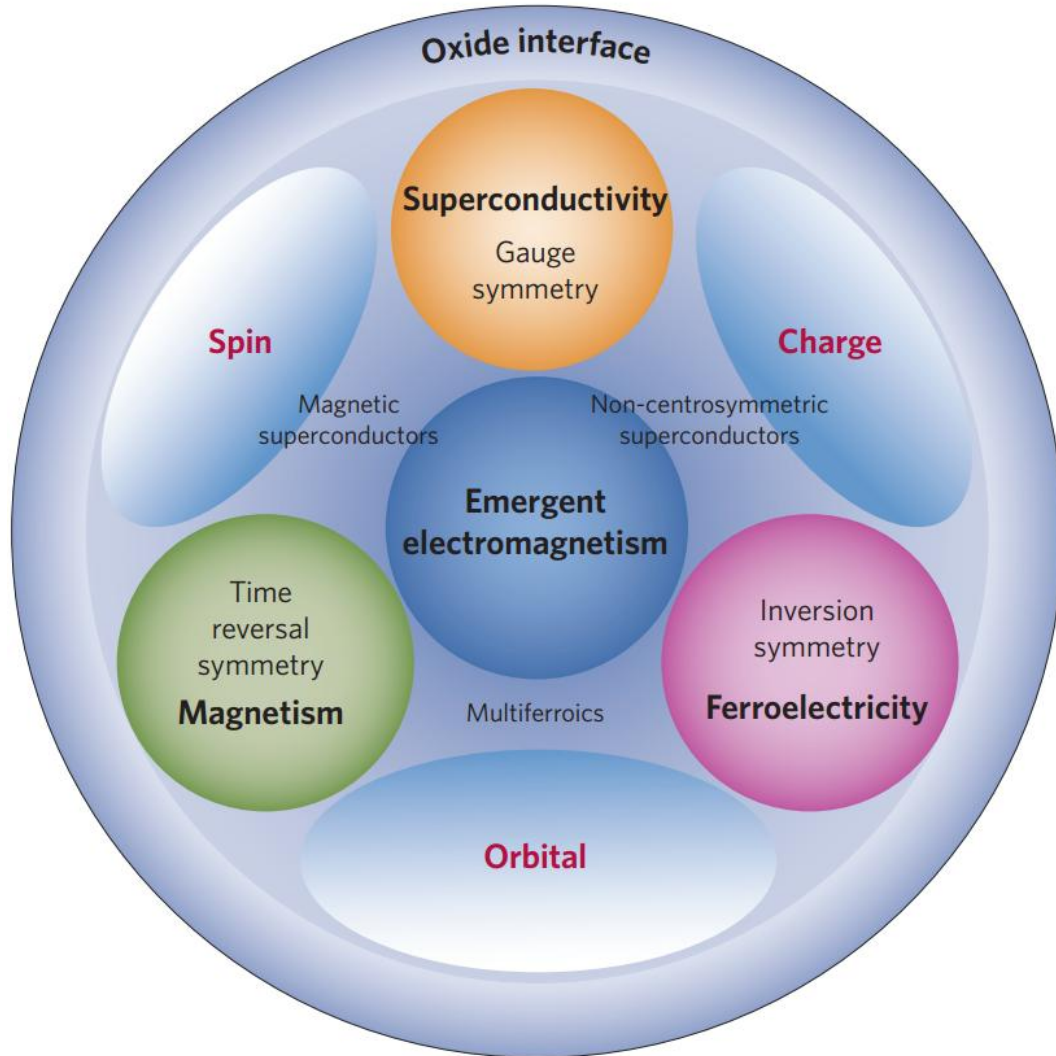 Oxide interface
Superconductivity
Gauge
symmetry
Spin
Charge
Magnetic
superconductors
Non-centrosymmetric
superconductors
Emergent
electromagnetism
Time
reversal
symmetry
Magnetism
Inversion
symmetry
Ferroelectricity
Multiferroics
Orbital